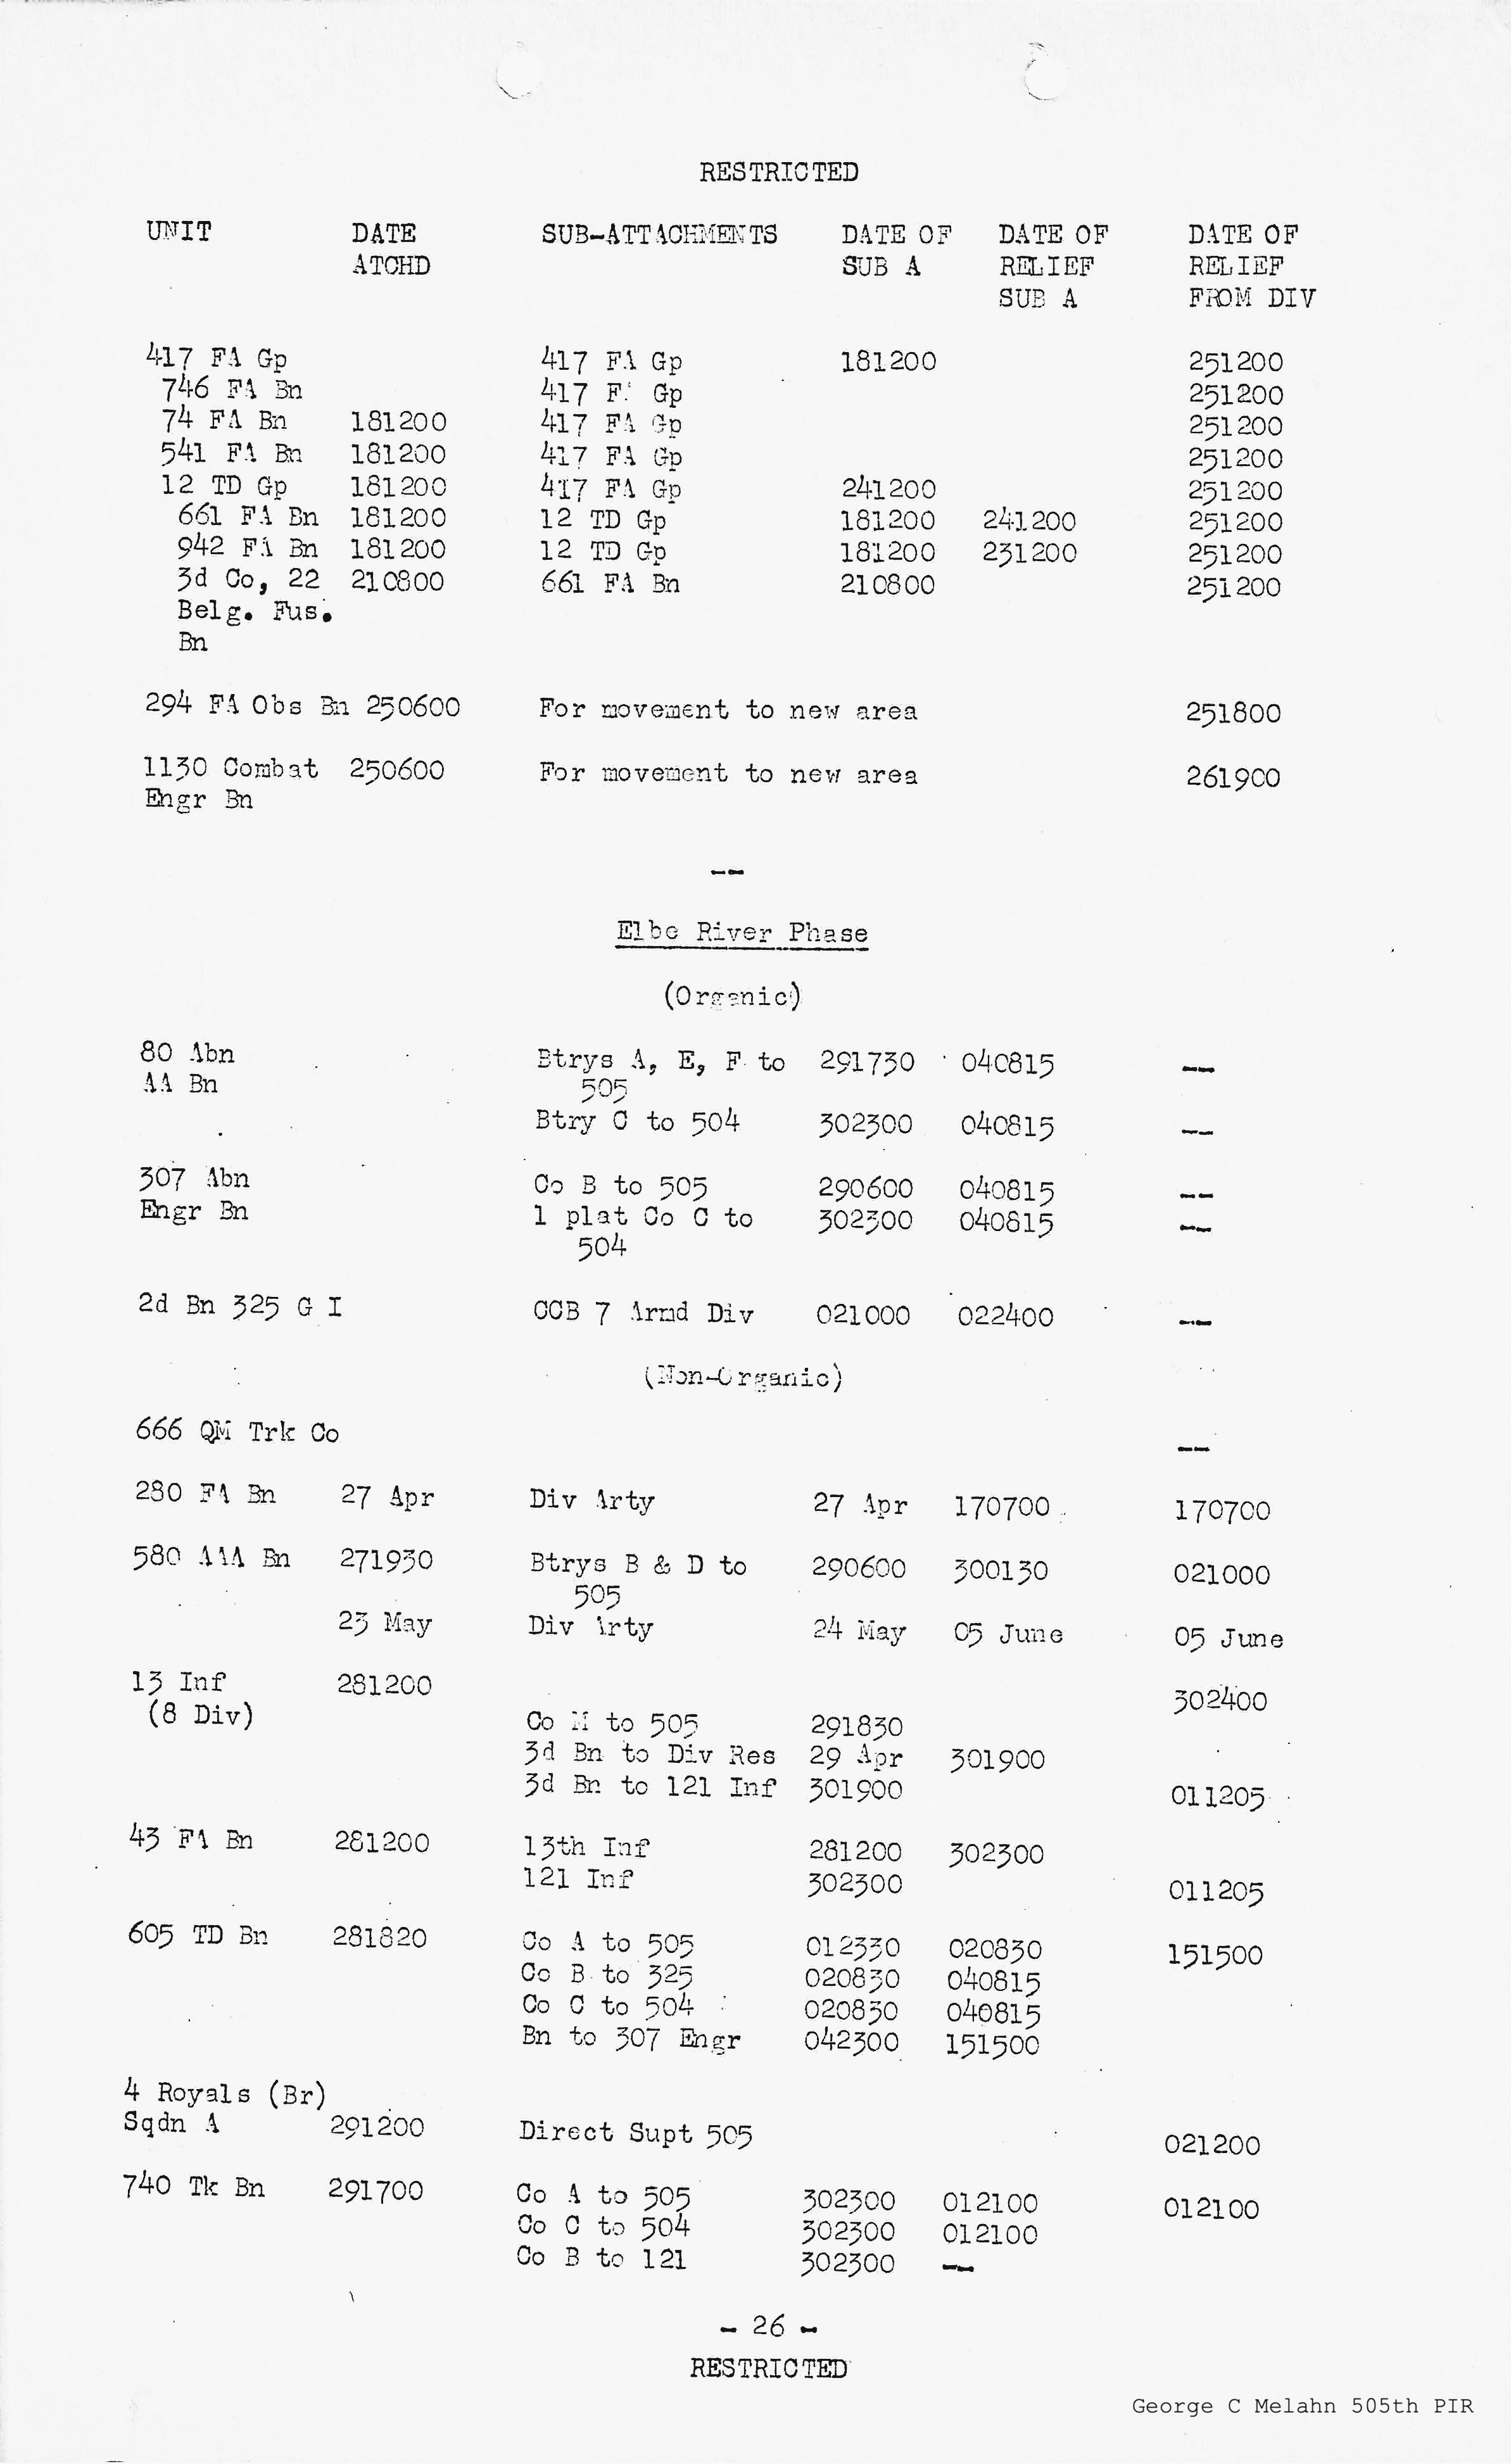 RESTRICTED
UNIT DATE SUB-ATTACHMENTS DATE OF DATE OF DATE OF
ATCHD SUB A RELIEF RELIEF
SUB A FROM DIV
417 FA Gp 417 FA Gp 181200 251200
746 FA Bn 417 F. Gp 251200
74 FA Bn 181200 417 FA Gp 251200
541 FA Bn 181200 417 FA Gp 251200
12 TD Gp 181200 417 FA Gp 241200 251200
661 FA Bn 181200 12 TD Gp 181200 241200 251200
942 FA Bn 181200 12 TD Gp 181200 231200 251200
3d Co, 22 210800 661 FA Bn 210800 251200
Belg. Fus.
Bn
294 FA Obs Bn 250600 For movement to new area 251800
1130 Combat 250600 For movement to new area 261900
Engr Bn
--
Elbe River Phase
(Organic)
80 Abn Btrys A, E, F to 291730 040815 --
AA Bn 505
Btry C to 504 302300 040815 --
307 Abn Co B to 505 290600 040815 --
Engr Bn 1 plat Co C to 302300 040815 --
504
2d Bn 325 G I CCB 7 Armd Div 021000 022400 --
(Non-Organic)
666 QM Trk Co --
280 FA Bn 27 Apr Div Arty 27 Apr 170700 170700
580 AAA Bn 271930 Btrys B & D to 290600 300130 021000
505
23 May Div Arty 24 May 05 June 05 June
13 Inf 281200 302400
(8 Div) Co M to 505 291830
3d Bn to Div Res 29 Apr 301900
3d Bn to 121 Inf 301900 011205
43 FA Bn 281200 13th Inf 281200 302300
121 Inf 302300 011205
605 TD Bn 281820 Co A to 505 012330 020830 151500
Co B to 325 020830 040815
Co C to 504 020830 040815
Bn to 307 Engr 042300 151500
4 Royals (Br)
Sqdn A 291200 Direct Supt 505 021200
740 Tk Bn 291700 Co A to 505 302300 012100 012100
Co C to 504 302300 012100
Co B to 121 302300 --
- 26 -
RESTRICTED
George C Melahn 505th PIR